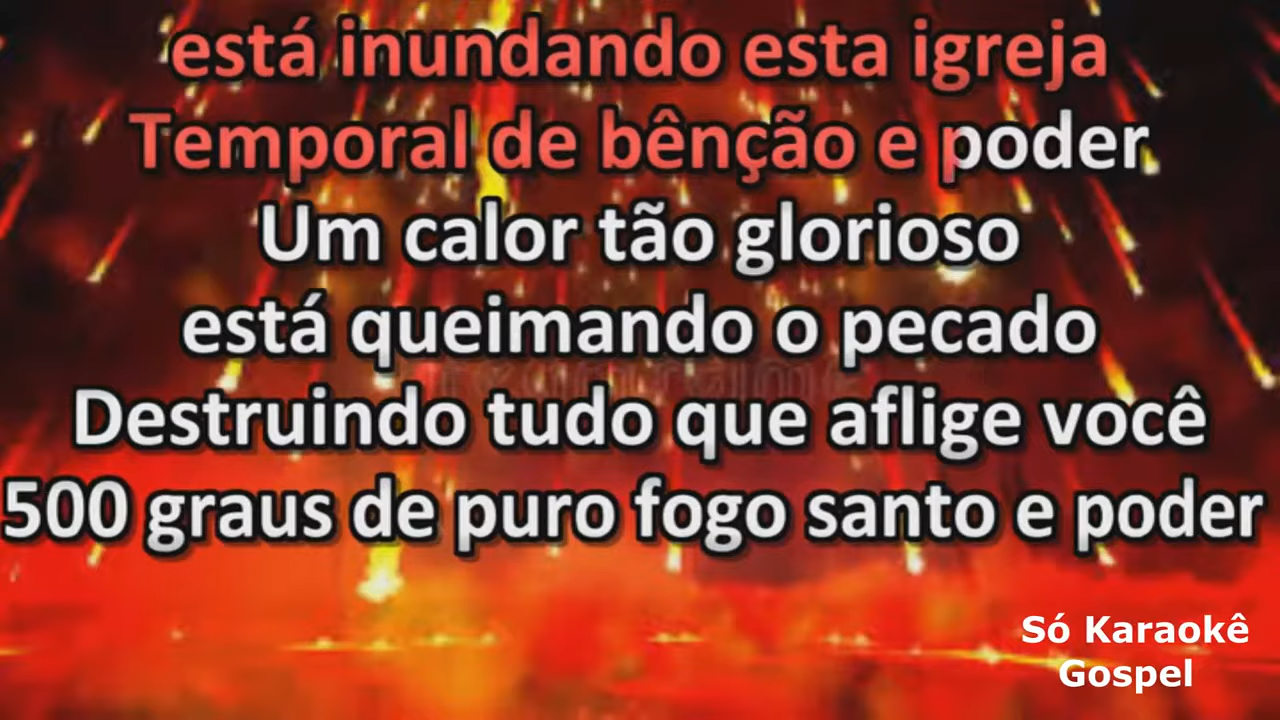 está inundando esta igreja
Temporal de bênção e poder
Um calor tão glorioso
está queimando o pecado
Destruindo tudo que aflige você
500 graus de puro fogo santo e poder
Só Karaokê
Gospel